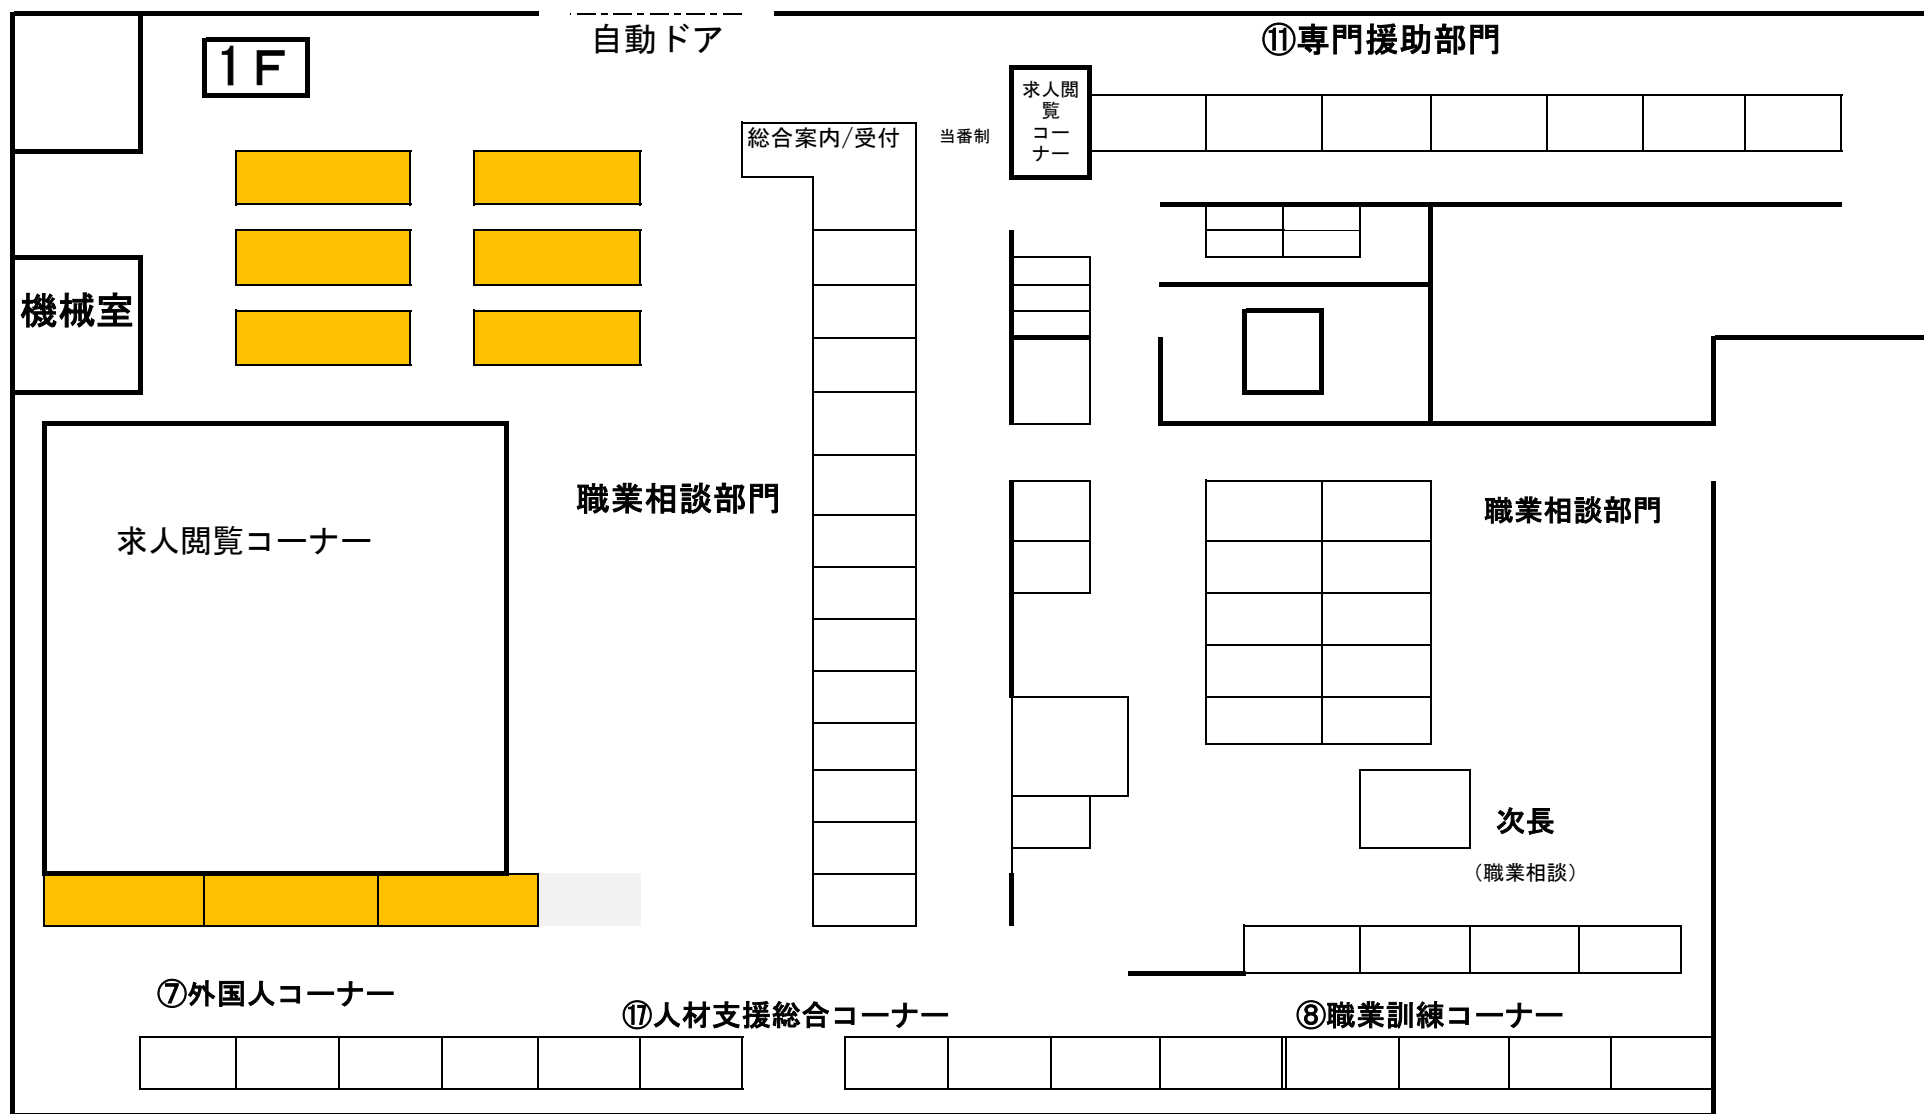 自動ドア
1F
⑪専門援助部門
求人閲
覧
コー
ナー
総合案内/受付
当番制
機械室
職業相談部門
職業相談部門
求人閲覧コーナー
次長
(職業相談)
⑦外国人コーナー
⑰人材支援総合コーナー
⑧職業訓練コーナー